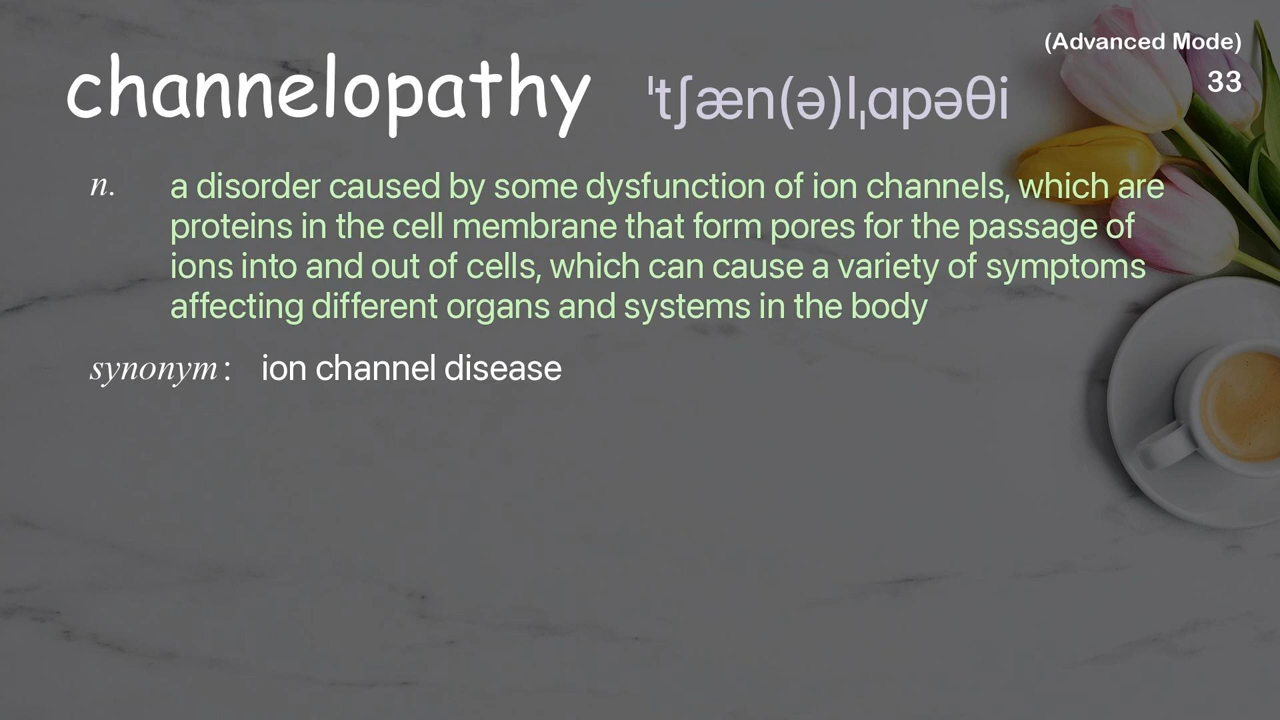 (Advanced Mode)
33
channelopathy ˈtʃæn(ə)lˌɑpəθi
n. a disorder caused by some dysfunction of ion channels, which are
proteins in the cell membrane that form pores for the passage of
ions into and out of cells, which can cause a variety of symptoms
affecting different organs and systems in the body
synonym: ion channel disease